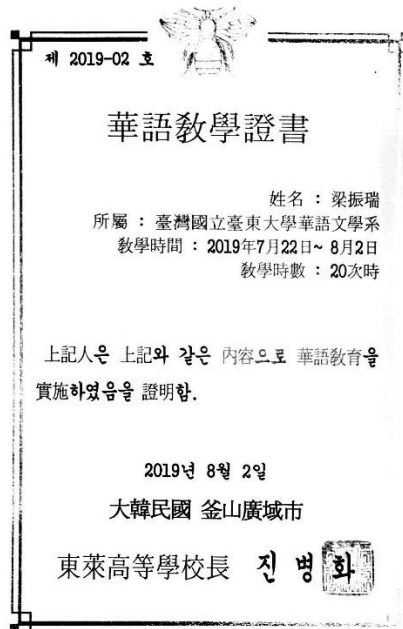 제 2019-02 호
華語敎學證書
姓名 : 梁振瑞
所屬 : 臺灣國立臺東大學華語文學系
敎學時間 : 2019年7月22日~ 8月2日
敎學時數 : 20次時
上記人은 上記와 같은 內容으로 華語敎育을
實施하였음을 證明함.
2019년 8월 2일
大韓民國 釜山廣域市
東萊高等學校長 진 병 화